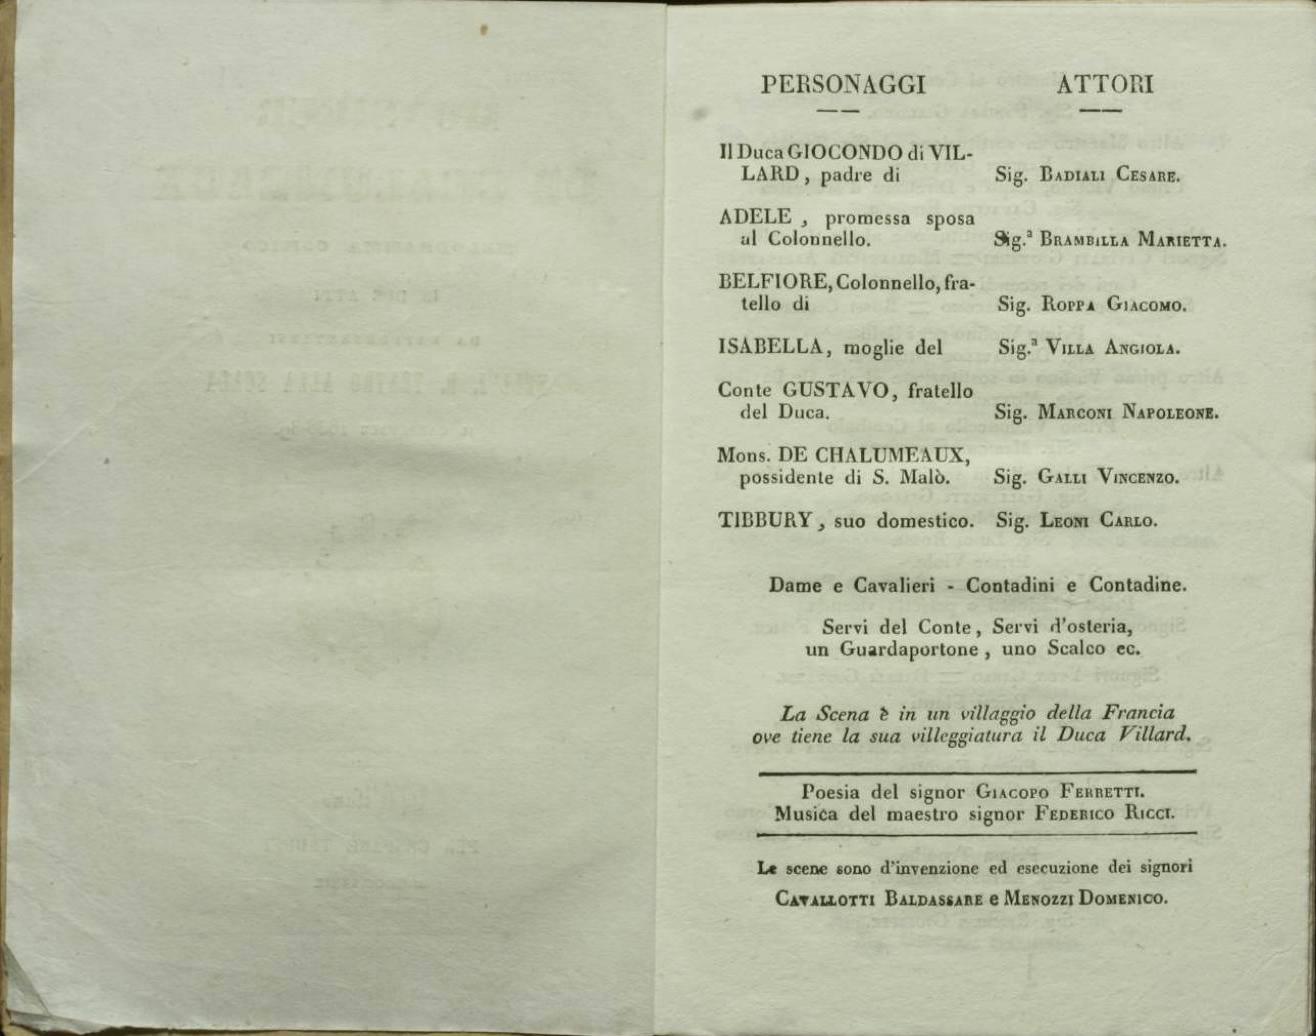 PERSONAGGI ATTORI
Il Duca GIOCONDO di VIL-
LARD, padre di Sig. BADIALI CESARE.
ADELE, promessa sposa
al Colonnello. Sig.ª BRAMBILLA MARIETTA.
BELFIORE, Colonnello, fra-
tello di Sig. ROPPA GIACOMO.
ISABELLA, moglie del Sig.ª VILLA ANGIOLA.
Conte GUSTAVO, fratello
del Duca. Sig. MARCONI NAPOLEONE.
Mons. DE CHALUMEAUX,
possidente di S. Malò. Sig. GALLI VINCENZO.
TIBBURY, suo domestico. Sig. LEONI CARLO.
Dame e Cavalieri - Contadini e Contadine.
Servi del Conte, Servi d'osteria,
un Guardaportone, uno Scalco ec.
La Scena è in un villaggio della Francia
ove tiene la sua villeggiatura il Duca Villard.
Poesia del signor GIACOPO FERRETTI.
Musica del maestro signor FEDERICO RICCI.
Le scene sono d'invenzione ed esecuzione dei signori
CAVALLOTTI BALDASSARE e MENOZZI DOMENICO.